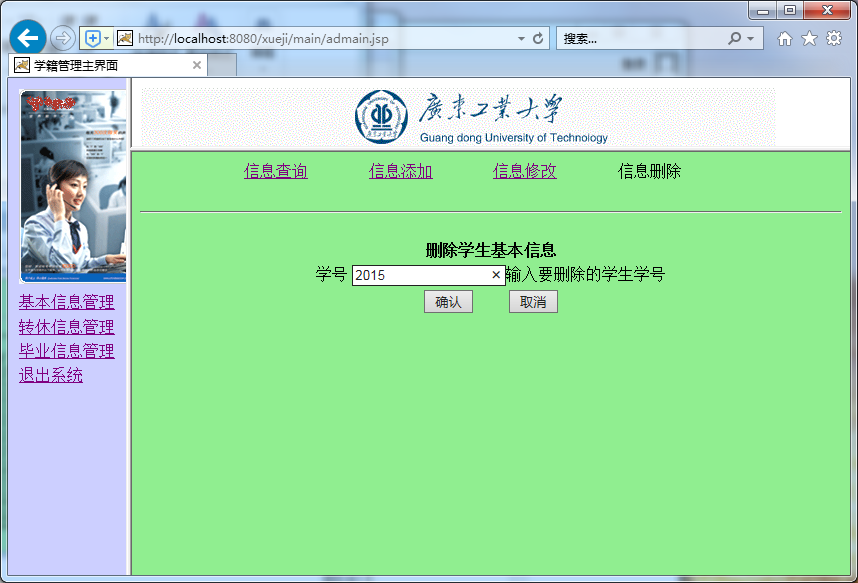 http://localhost:8080/xueji/main/admain.jsp
搜索...
学籍管理主界面
廣東工業大學
Guang dong University of Technology
信息查询 信息添加 信息修改 信息删除
删除学生基本信息
学号 2015 输入要删除的学生学号
确认 取消
基本信息管理
转休信息管理
毕业信息管理
退出系统